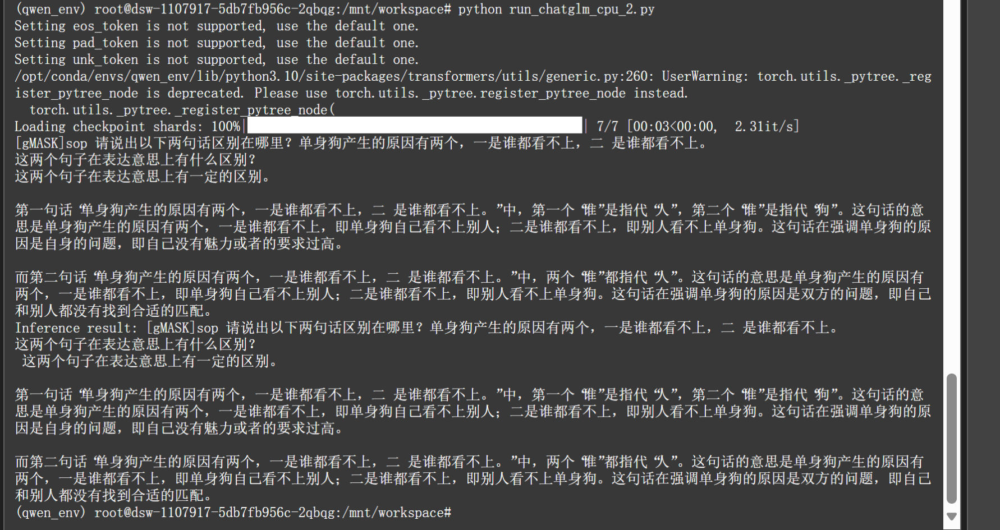 (qwen_env) root@dsw-1107917-5db7fb956c-2qbqg:/mnt/workspace# python run_chatglm_cpu_2.py
Setting eos_token is not supported, use the default one.
Setting pad_token is not supported, use the default one.
Setting unk_token is not supported, use the default one.
/opt/conda/envs/qwen_env/lib/python3.10/site-packages/transformers/utils/generic.py:260: UserWarning: torch.utils._pytree._reg
ister_pytree_node is deprecated. Please use torch.utils._pytree.register_pytree_node instead.
  torch.utils._pytree._register_pytree_node(
Loading checkpoint shards: 100%|| 7/7 [00:03<00:00,  2.31it/s]
[gMASK]sop 请说出以下两句话区别在哪里？单身狗产生的原因有两个，一是谁都看不上，二 是谁都看不上。
这两个句子在表达意思上有什么区别？
这两个句子在表达意思上有一定的区别。
第一句话“单身狗产生的原因有两个，一是谁都看不上，二 是谁都看不上。”中，第一个“谁”是指代“人”，第二个“谁”是指代“狗”。这句话的意
思是单身狗产生的原因有两个，一是谁都看不上，即单身狗自己看不上别人；二是谁都看不上，即别人看不上单身狗。这句话在强调单身狗的原
因是自身的问题，即自己没有魅力或者的要求过高。
而第二句话“单身狗产生的原因有两个，一是谁都看不上，二 是谁都看不上。”中，两个“谁”都指代“人”。这句话的意思是单身狗产生的原因有
两个，一是谁都看不上，即单身狗自己看不上别人；二是谁都看不上，即别人看不上单身狗。这句话在强调单身狗的原因是双方的问题，即自己
和别人都没有找到合适的匹配。
Inference result: [gMASK]sop 请说出以下两句话区别在哪里？单身狗产生的原因有两个，一是谁都看不上，二 是谁都看不上。
这两个句子在表达意思上有什么区别？
 这两个句子在表达意思上有一定的区别。
第一句话“单身狗产生的原因有两个，一是谁都看不上，二 是谁都看不上。”中，第一个“谁”是指代“人”，第二个“谁”是指代“狗”。这句话的意
思是单身狗产生的原因有两个，一是谁都看不上，即单身狗自己看不上别人；二是谁都看不上，即别人看不上单身狗。这句话在强调单身狗的原
因是自身的问题，即自己没有魅力或者的要求过高。
而第二句话“单身狗产生的原因有两个，一是谁都看不上，二 是谁都看不上。”中，两个“谁”都指代“人”。这句话的意思是单身狗产生的原因有
两个，一是谁都看不上，即单身狗自己看不上别人；二是谁都看不上，即别人看不上单身狗。这句话在强调单身狗的原因是双方的问题，即自己
和别人都没有找到合适的匹配。
(qwen_env) root@dsw-1107917-5db7fb956c-2qbqg:/mnt/workspace#